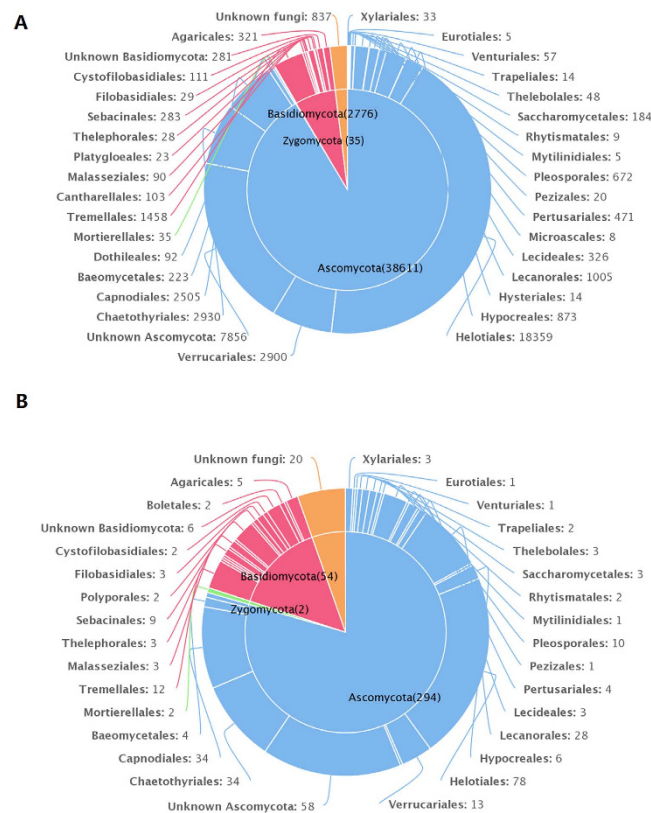 A
Unknown fungi: 837
Xylariales: 33
Agaricales: 321
Eurotiales: 5
Unknown Basidiomycota: 281
Venturiales: 57
Cystofilobasidiales: 111
Trapeliales: 14
Filobasidiales: 29
Thelebolales: 48
Sebacinales: 283
Saccharomycetales: 184
Thelephorales: 28
Rhytismatales: 9
Platygloeales: 23
Mytilinidiales: 5
Malasseziales: 90
Pleosporales: 672
Cantharellales: 103
Pezizales: 20
Tremellales: 1458
Pertusariales: 471
Mortierellales: 35
Microascales: 8
Dothileales: 92
Lecideales: 326
Baeomycetales: 223
Lecanorales: 1005
Capnodiales: 2505
Hysteriales: 14
Chaetothyriales: 2930
Hypocreales: 873
Unknown Ascomycota: 7856
Helotiales: 18359
Verrucariales: 2900
Basidiomycota(2776)
Zygomycota (35)
Ascomycota(38611)
B
Unknown fungi: 20
Xylariales: 3
Agaricales: 5
Eurotiales: 1
Boletales: 2
Venturiales: 1
Unknown Basidiomycota: 6
Trapeliales: 2
Cystofilobasidiales: 2
Thelebolales: 3
Filobasidiales: 3
Saccharomycetales: 3
Polyporales: 2
Rhytismatales: 2
Sebacinales: 9
Mytilinidiales: 1
Thelephorales: 3
Pleosporales: 10
Malasseziales: 3
Pezizales: 1
Tremellales: 12
Pertusariales: 4
Mortierellales: 2
Lecideales: 3
Baeomycetales: 4
Lecanorales: 28
Capnodiales: 34
Hypocreales: 6
Chaetothyriales: 34
Helotiales: 78
Unknown Ascomycota: 58
Verrucariales: 13
Basidiomycota(54)
Zygomycota(2)
Ascomycota(294)